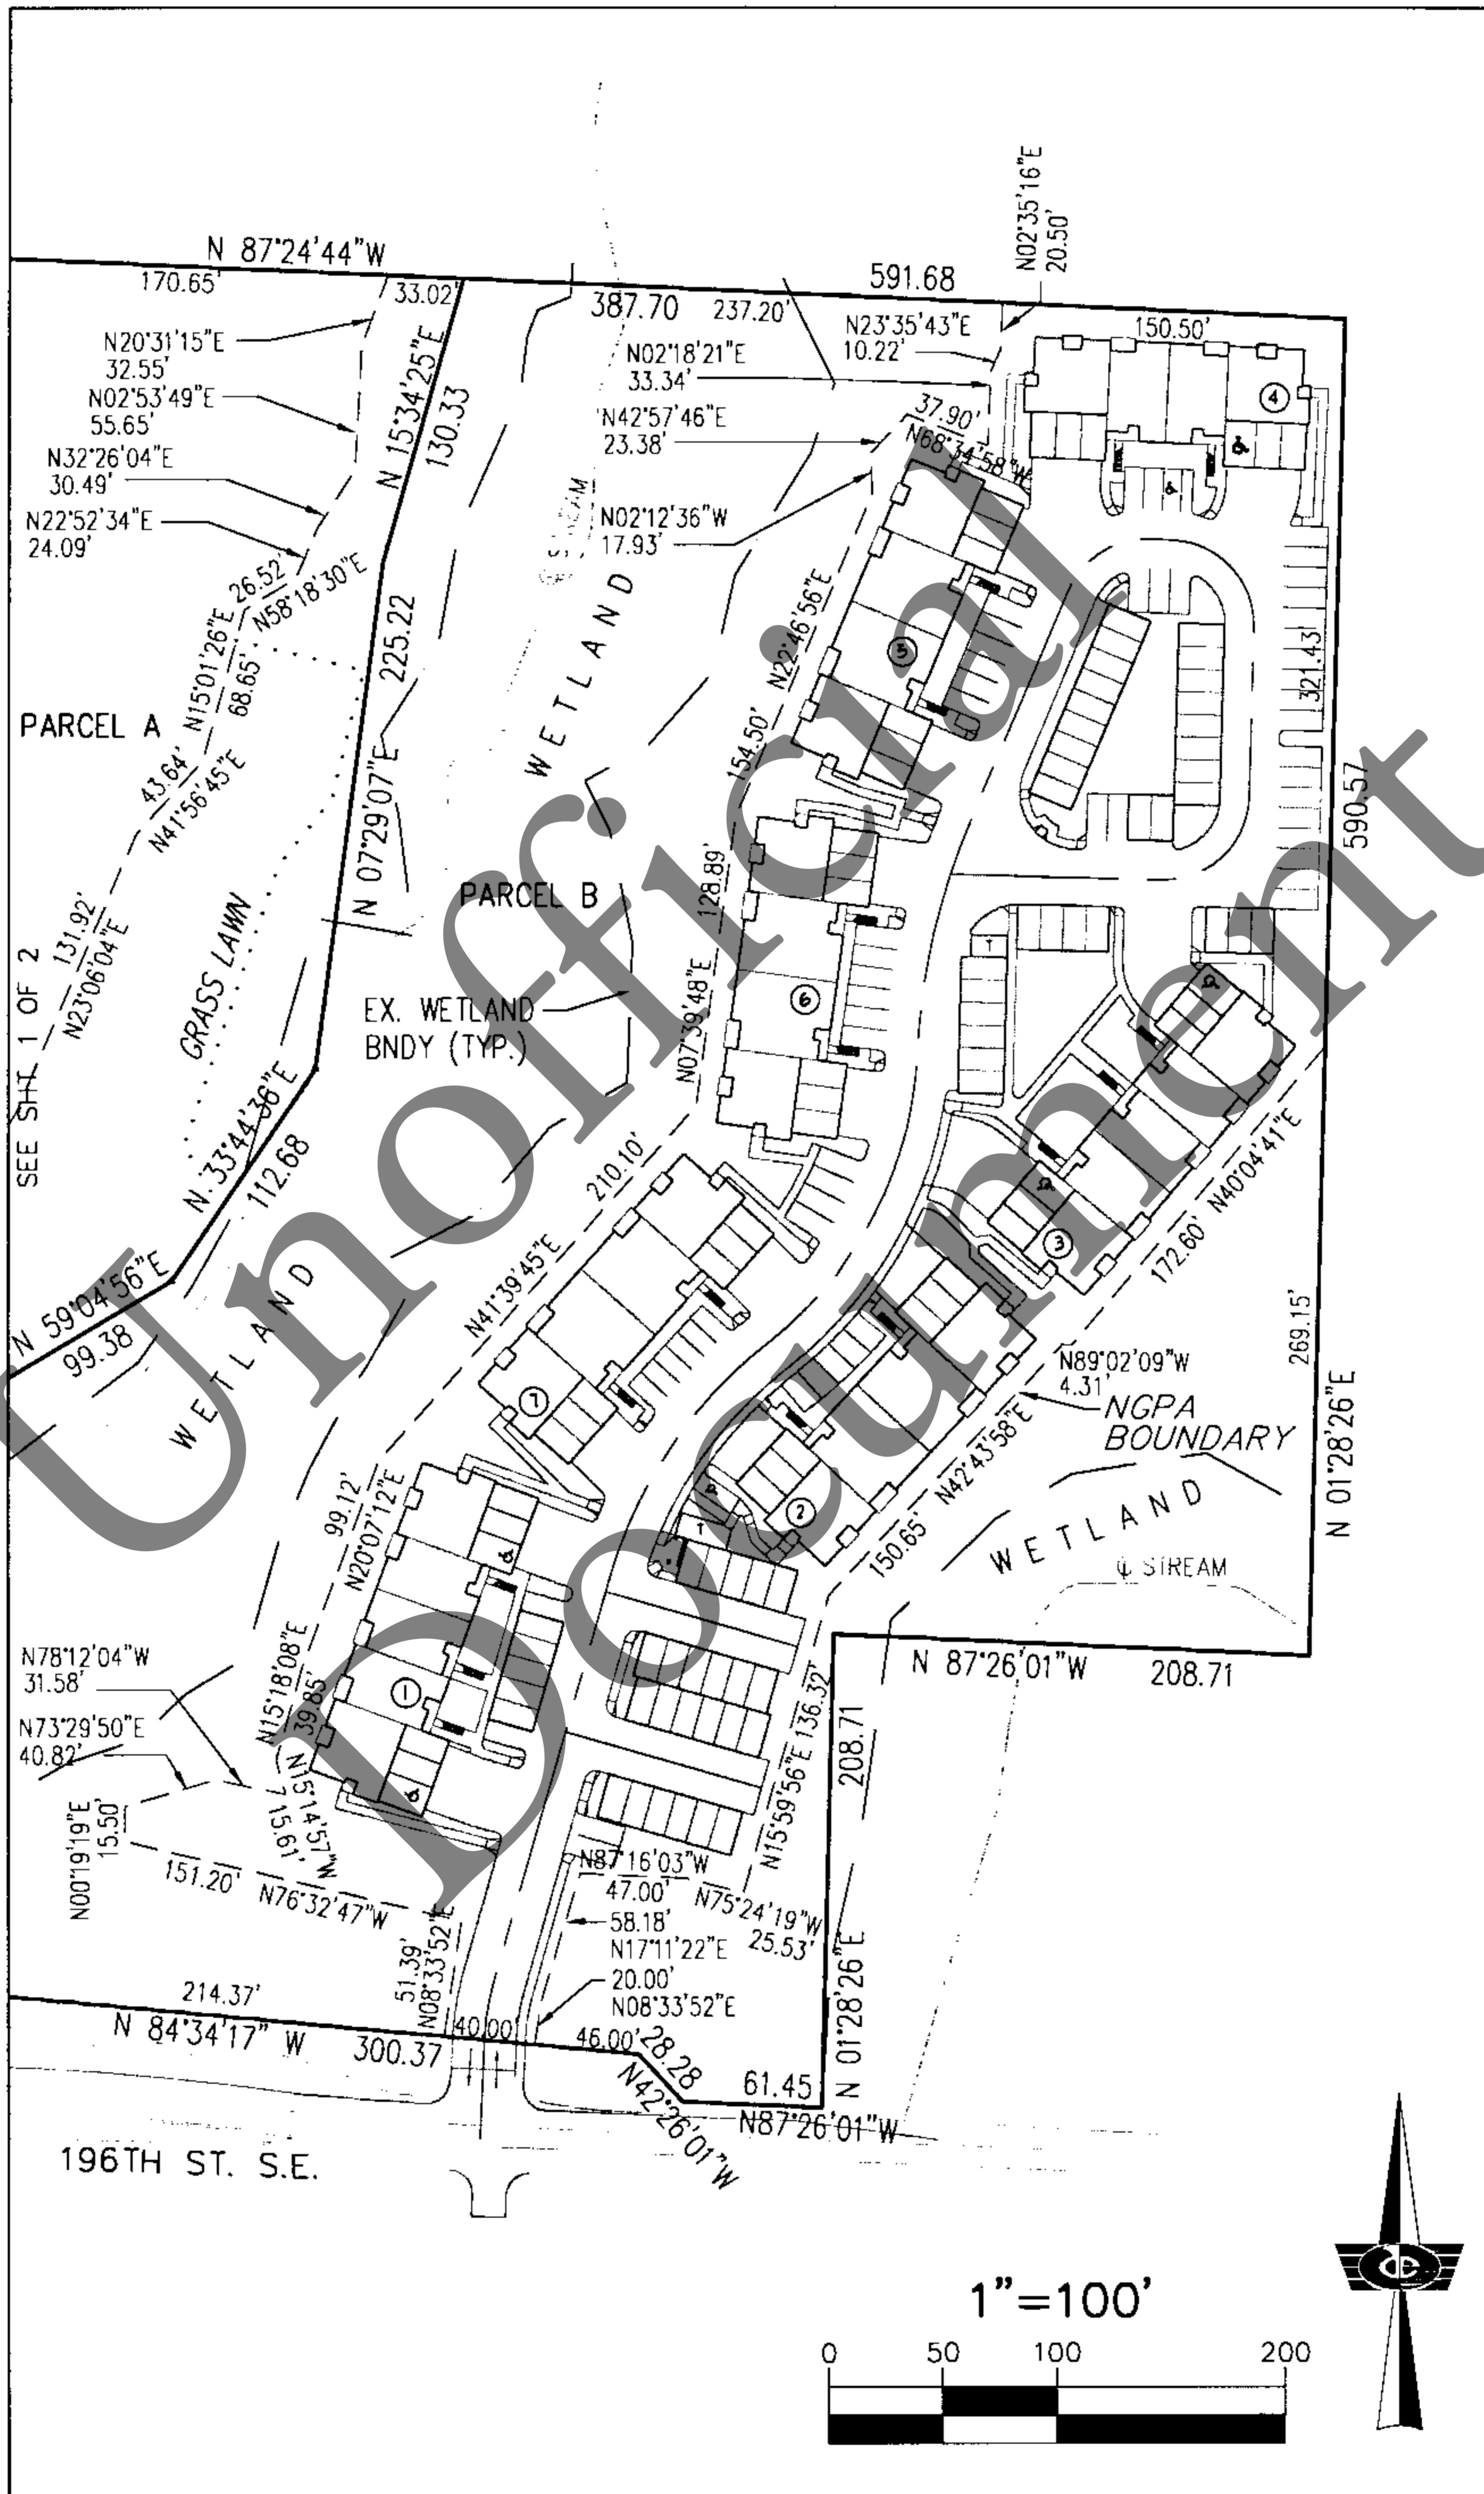 N02°35'16"E
20.50'
N 87°24'44"W
591.68
170.65'
33.02'
387.70
237.20'
150.50'
N23°35'43"E
10.22'
N20°31'15"E
32.55'
N02°18'21"E
33.34'
N02°53'49"E
55.65'
N 15°34'25"E
130.33
37.90'
N68°34'58"W
N42°57'46"E
23.38'
4
N32°26'04"E
30.49'
STREAM
N22°52'34"E
24.09'
N02°12'36"W
17.93'
26.52'
N58°18'30"E
WETLAND
N15°01'26"E
68.65'
225.22
N 07°29'07"E
N22°46'56"E
154.50'
5
321.43'
PARCEL A
43.64'
N41°56'45"E
590.57
PARCEL B
128.89'
N07°39'48"E
131.92'
N23°06'04"E
GRASS LAWN
SEE SHT. 1 OF 2
EX. WETLAND
BNDY (TYP.)
6
T
N 33°44'36"E
112.68
210.10'
N41°39'45"E
172.60' N40°04'41"E
3
N 59°04'56"E
99.38
WETLAND
269.15'
N89°02'09"W
4.31'
NGPA
BOUNDARY
7
N42°43'58"E
150.65'
N 01°28'26"E
99.12'
N20°07'12"E
2
T
WETLAND
℄ STREAM
N78°12'04"W
31.58'
N15°18'08"E
39.85'
1
N 87°26'01"W
208.71
N73°29'50"E
40.82'
N15°59'56"E 136.32'
208.71
N00°19'19"E
15.50'
N15°14'57"W
15.61'
151.20'
N76°32'47"W
N87°16'03"W
47.00'
N75°24'19"W
25.53'
58.18'
N17°11'22"E
20.00'
N08°33'52"E
51.39'
N08°33'52"E
214.37'
N 84°34'17" W
300.37
40.00'
46.00'
28.28
N42°26'01"W
61.45
N87°26'01"W
N 01°28'26"E
196TH ST. S.E.
1"=100'
0 50 100 200
Unofficial
Document